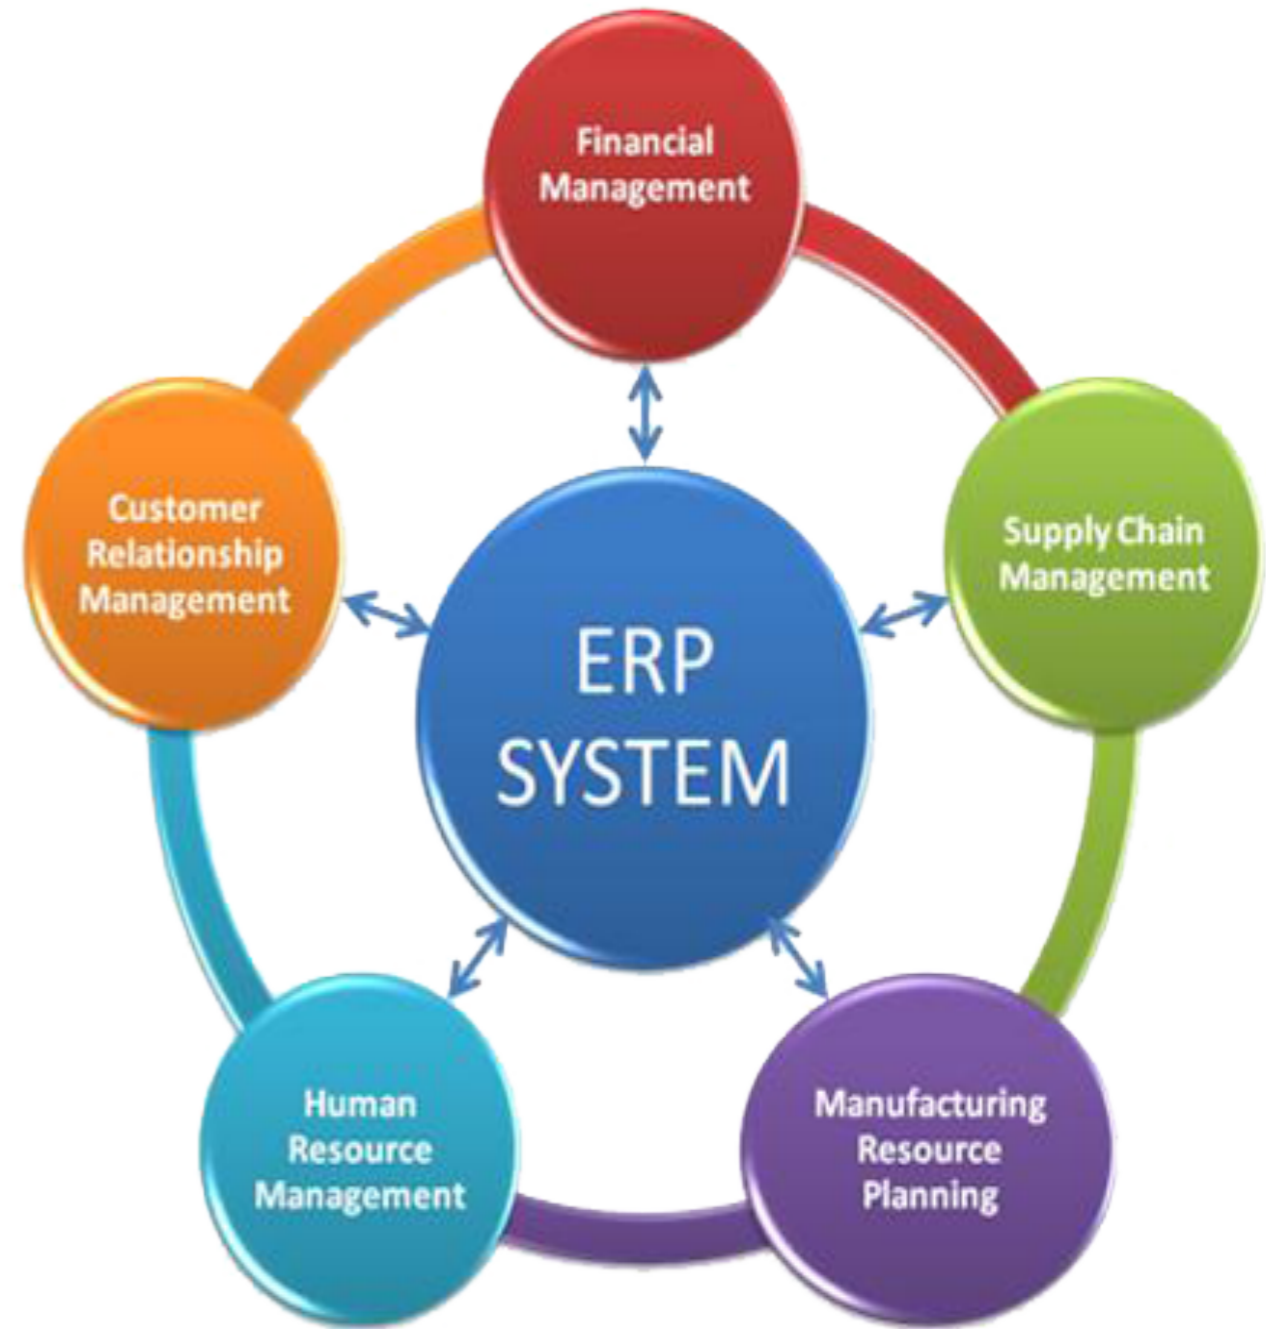 Financial
Management
Customer
Relationship
Management
Supply Chain
Management
ERP
SYSTEM
Human
Resource
Management
Manufacturing
Resource
Planning